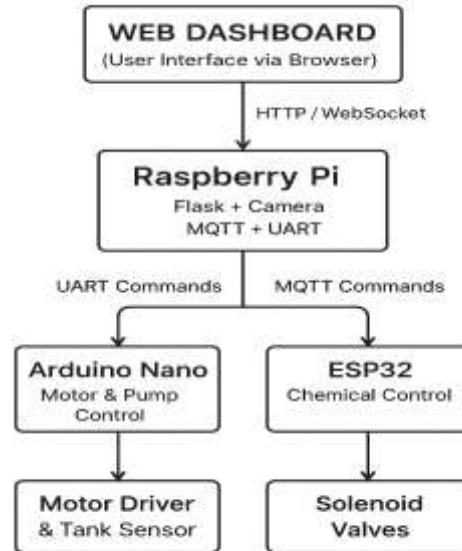 WEB DASHBOARD
(User Interface via Browser)
HTTP / WebSocket
Raspberry Pi
Flask + Camera
MQTT + UART
UART Commands
MQTT Commands
Arduino Nano
Motor & Pump
Control
ESP32
Chemical Control
Motor Driver
& Tank Sensor
Solenoid
Valves